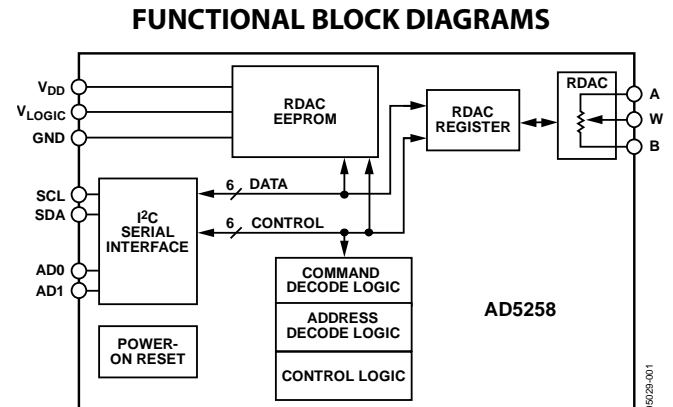 FUNCTIONAL BLOCK DIAGRAMS
VDD
VLOGIC
GND
RDAC
EEPROM
RDAC
REGISTER
RDAC
A
W
B
SCL
SDA
AD0
AD1
I2C
SERIAL
INTERFACE
6 DATA
6 CONTROL
COMMAND
DECODE LOGIC
ADDRESS
DECODE LOGIC
CONTROL LOGIC
POWER-
ON RESET
AD5258
05029-001